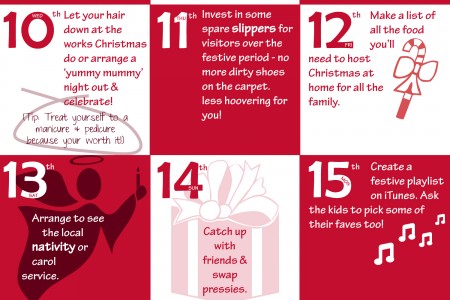 10th
Let your hair
down at the
works Christmas
do or arrange a
'yummy mummy'
night out &
celebrate!
(Tip: Treat yourself to a
manicure & pedicure
because your worth it!)
11th
THU
Invest in some
spare slippers for
visitors over the
festive period - no
more dirty shoes
on the carpet.
less hoovering for
you!
12th
FRI
Make a list of
all the food
you'll
need to host
Christmas at
home for all the
family.
13th
SAT
Arrange to see
the local
nativity or
carol
service.
14th
SUN
Catch up
with
friends &
swap
pressies.
15th
MON
Create a
festive playlist
on iTunes. Ask
the kids to pick some of
their faves too!